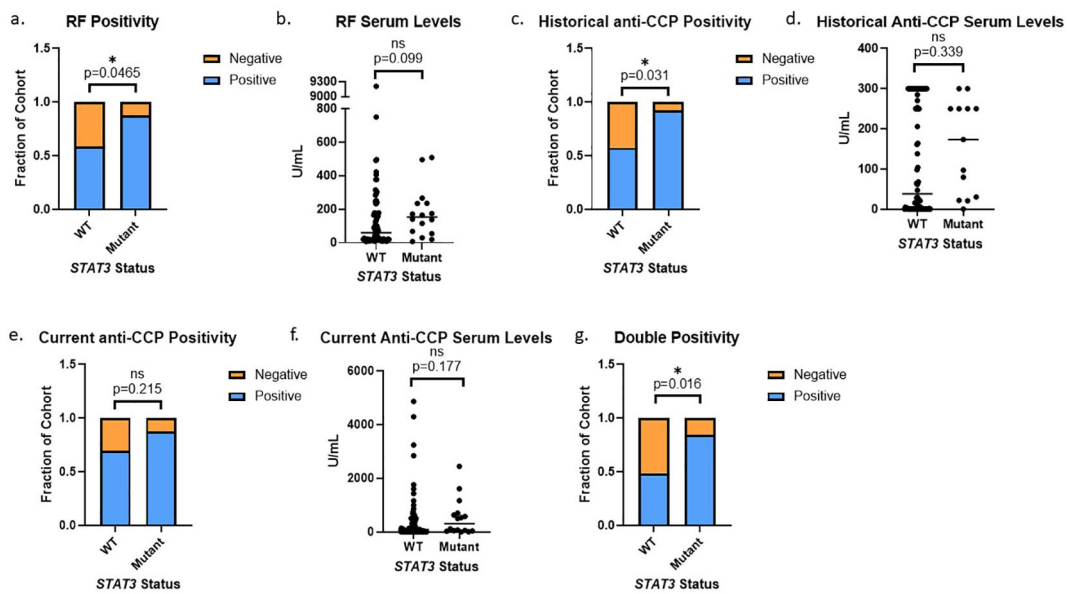 a. RF Positivity
1.5
1.0
0.5
0.0
Fraction of Cohort
*
p=0.0465
Negative
Positive
WT
Mutant
STAT3 Status
b. RF Serum Levels
ns
p=0.099
9300
9000
800
600
400
200
0
U/mL
WT
Mutant
STAT3 Status
c. Historical anti-CCP Positivity
1.5
1.0
0.5
0.0
Fraction of Cohort
*
p=0.031
Negative
Positive
WT
Mutant
STAT3 Status
d. Historical Anti-CCP Serum Levels
ns
p=0.339
400
300
200
100
0
U/mL
WT
Mutant
STAT3 Status
e. Current anti-CCP Positivity
1.5
1.0
0.5
0.0
Fraction of Cohort
ns
p=0.215
Negative
Positive
WT
Mutant
STAT3 Status
f. Current Anti-CCP Serum Levels
ns
p=0.177
6000
4000
2000
0
U/mL
WT
Mutant
STAT3 Status
g. Double Positivity
1.5
1.0
0.5
0.0
Fraction of Cohort
*
p=0.016
Negative
Positive
WT
Mutant
STAT3 Status